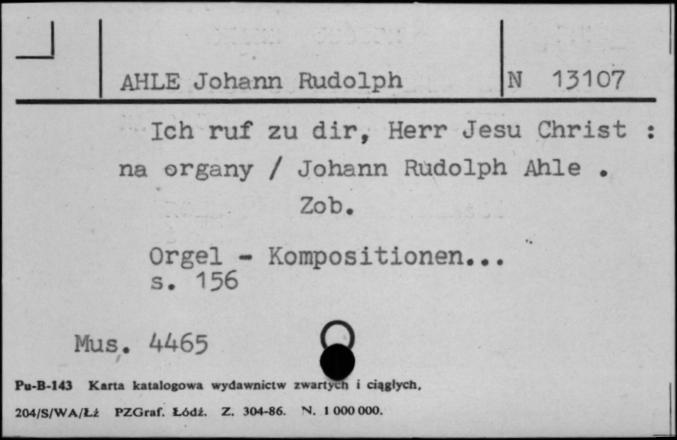 AHLE Johann Rudolph N 13107
Ich ruf zu dir, Herr Jesu Christ :
na organy / Johann Rudolph Ahle .
Zob.
Orgel - Kompositionen...
s. 156
Mus. 4465
Pu-B-143 Karta katalogowa wydawnictw zwartych i ciągłych.
204/S/WA/Łż PZGraf. Łódź. Z. 304-86. N. 1 000 000.